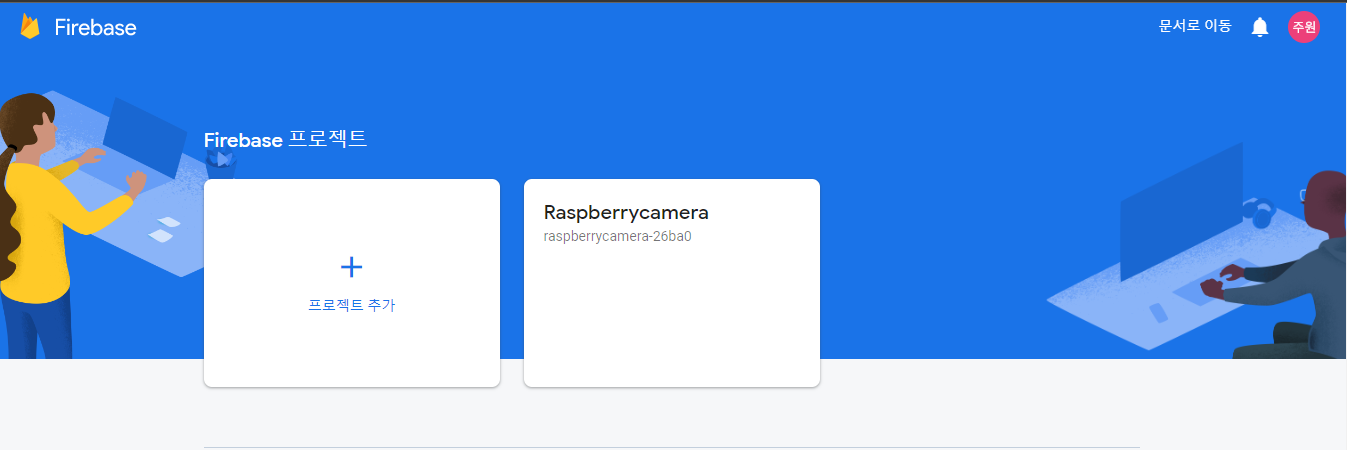 Firebase
문서로 이동
주원
Firebase 프로젝트
프로젝트 추가
Raspberrycamera
raspberrycamera-26ba0